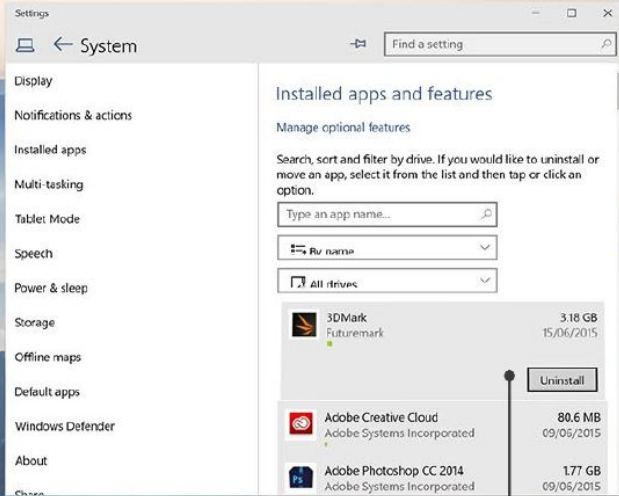 Settings
System
Find a setting
Display
Notifications & actions
Installed apps
Multi-tasking
Tablet Mode
Speech
Power & sleep
Storage
Offline maps
Default apps
Windows Defender
About
Share
Installed apps and features
Manage optional features
Search, sort and filter by drive. If you would like to uninstall or
move an app, select it from the list and then tap or click an
option.
Type an app name...
By name
All drives
3DMark 3.18 GB
Futuremark 15/06/2015
Uninstall
Adobe Creative Cloud 80.6 MB
Adobe Systems Incorporated 09/06/2015
Ps
Adobe Photoshop CC 2014 1.77 GB
Adobe Systems Incorporated 09/06/2015